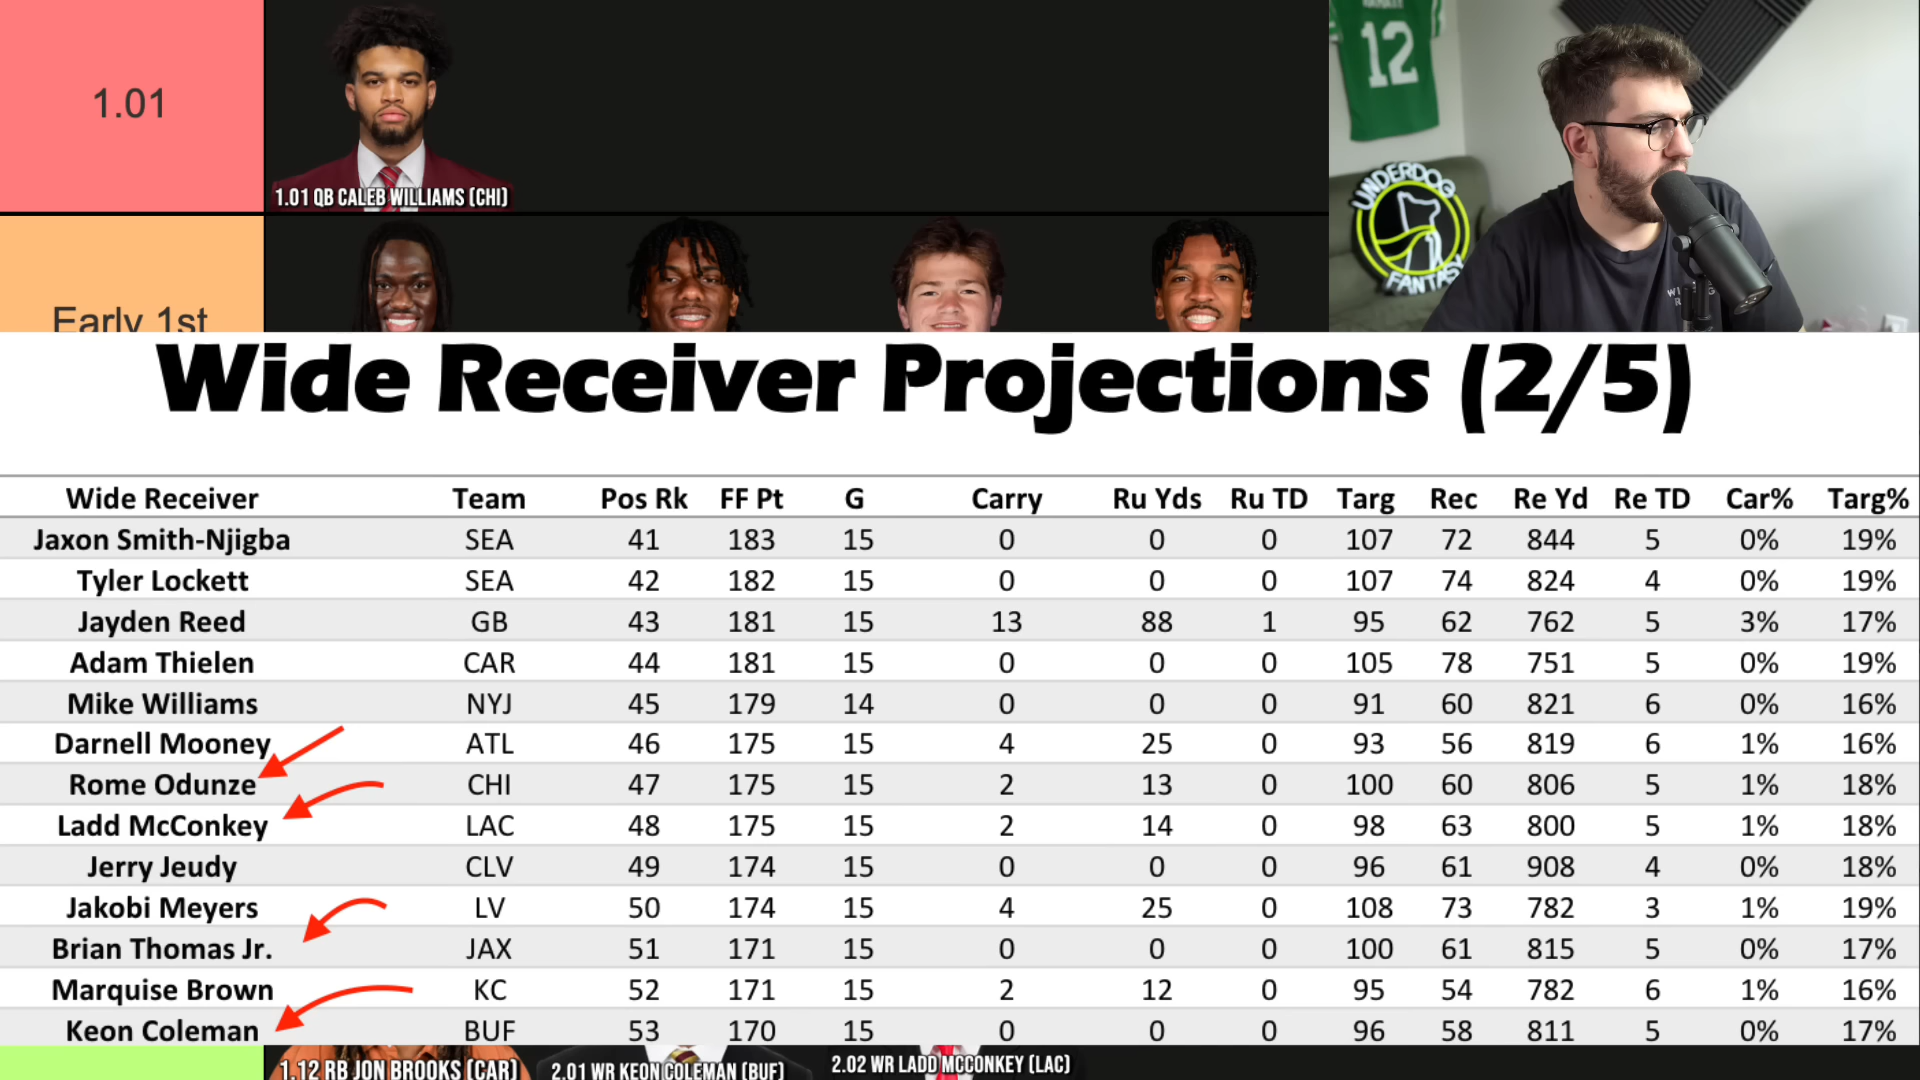 1.01
1.01 QB CALEB WILLIAMS (CHI)
12
UNDERDOG
FANTASY
Early 1st
Wide Receiver Projections (2/5)
Wide Receiver Team Pos Rk FF Pt G Carry Ru Yds Ru TD Targ Rec Re Yd Re TD Car% Targ%
Jaxon Smith-Njigba SEA 41 183 15 0 0 0 107 72 844 5 0% 19%
Tyler Lockett SEA 42 182 15 0 0 0 107 74 824 4 0% 19%
Jayden Reed GB 43 181 15 13 88 1 95 62 762 5 3% 17%
Adam Thielen CAR 44 181 15 0 0 0 105 78 751 5 0% 19%
Mike Williams NYJ 45 179 14 0 0 0 91 60 821 6 0% 16%
Darnell Mooney ATL 46 175 15 4 25 0 93 56 819 6 1% 16%
Rome Odunze CHI 47 175 15 2 13 0 100 60 806 5 1% 18%
Ladd McConkey LAC 48 175 15 2 14 0 98 63 800 5 1% 18%
Jerry Jeudy CLV 49 174 15 0 0 0 96 61 908 4 0% 18%
Jakobi Meyers LV 50 174 15 4 25 0 108 73 782 3 1% 19%
Brian Thomas Jr. JAX 51 171 15 0 0 0 100 61 815 5 0% 17%
Marquise Brown KC 52 171 15 2 12 0 95 54 782 6 1% 16%
Keon Coleman BUF 53 170 15 0 0 0 96 58 811 5 0% 17%
1.12 RB JON BROOKS (CAR)
2.01 WR KEON COLEMAN (BUF)
2.02 WR LADD MCCONKEY (LAC)